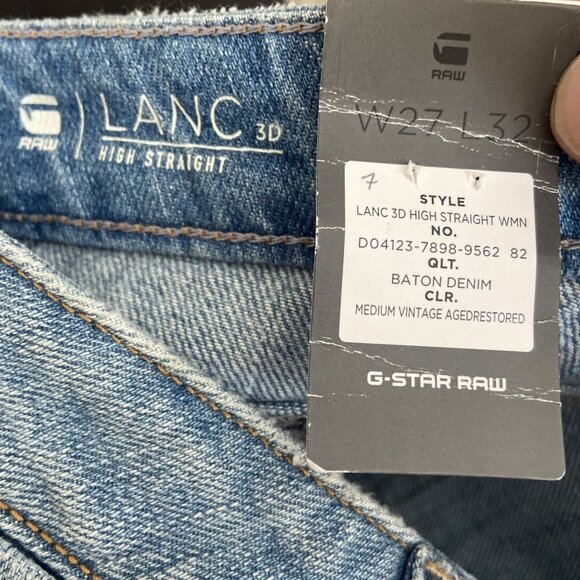 RAW
LANC 3D
HIGH STRAIGHT
RAW
W27 L32
7
STYLE
LANC 3D HIGH STRAIGHT WMN
NO.
D04123-7898-9562 82
QLT.
BATON DENIM
CLR.
MEDIUM VINTAGE AGEDRESTORED
G-STAR RAW